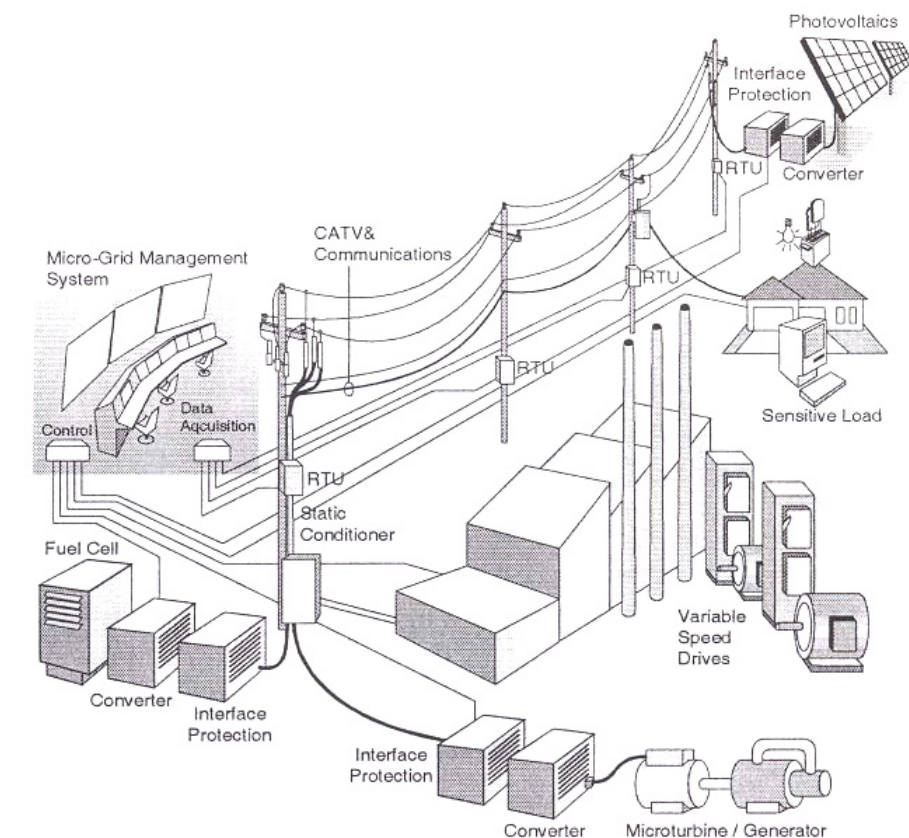 Photovoltaics
Interface
Protection
RTU
Converter
CATV&
Communications
Micro-Grid Management
System
RTU
RTU
Sensitive Load
Control
Data
Aqcuisition
RTU
Static
Conditioner
Fuel Cell
Variable
Speed
Drives
Converter
Interface
Protection
Interface
Protection
Converter
Microturbine / Generator